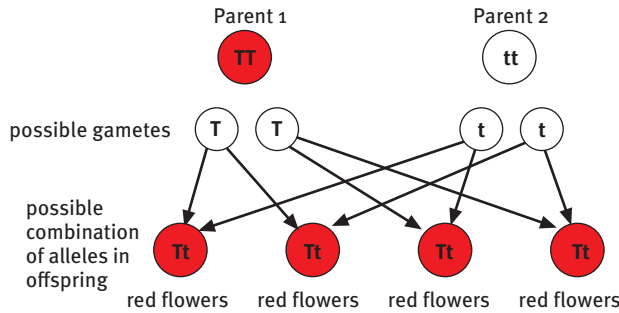 Parent 1 Parent 2
TT tt
possible gametes T T t t
possible
combination
of alleles in
offspring
Tt Tt Tt Tt
red flowers red flowers red flowers red flowers